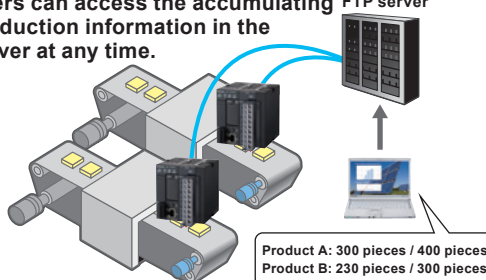 ers can access the accumulating
duction information in the
ver at any time.
FTP server
Product A: 300 pieces / 400 pieces
Product B: 230 pieces / 300 pieces